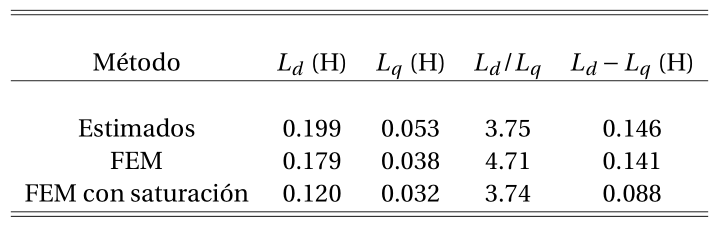 Método L_d (H) L_q (H) L_d/L_q L_d − L_q (H)
Estimados 0.199 0.053 3.75 0.146
FEM 0.179 0.038 4.71 0.141
FEM con saturación 0.120 0.032 3.74 0.088